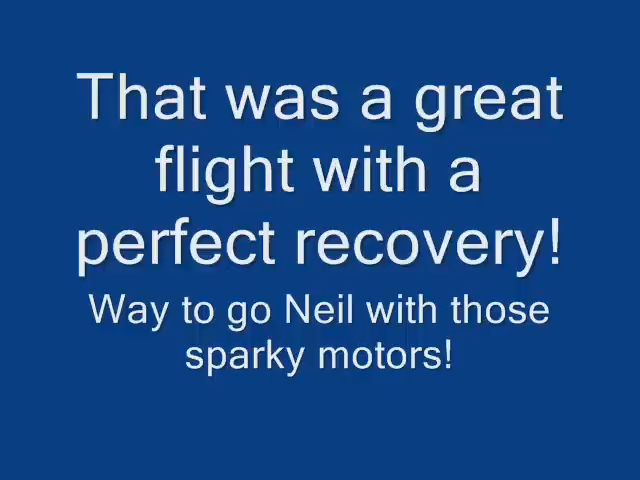 That was a great
flight with a
perfect recovery!
Way to go Neil with those
sparky motors!